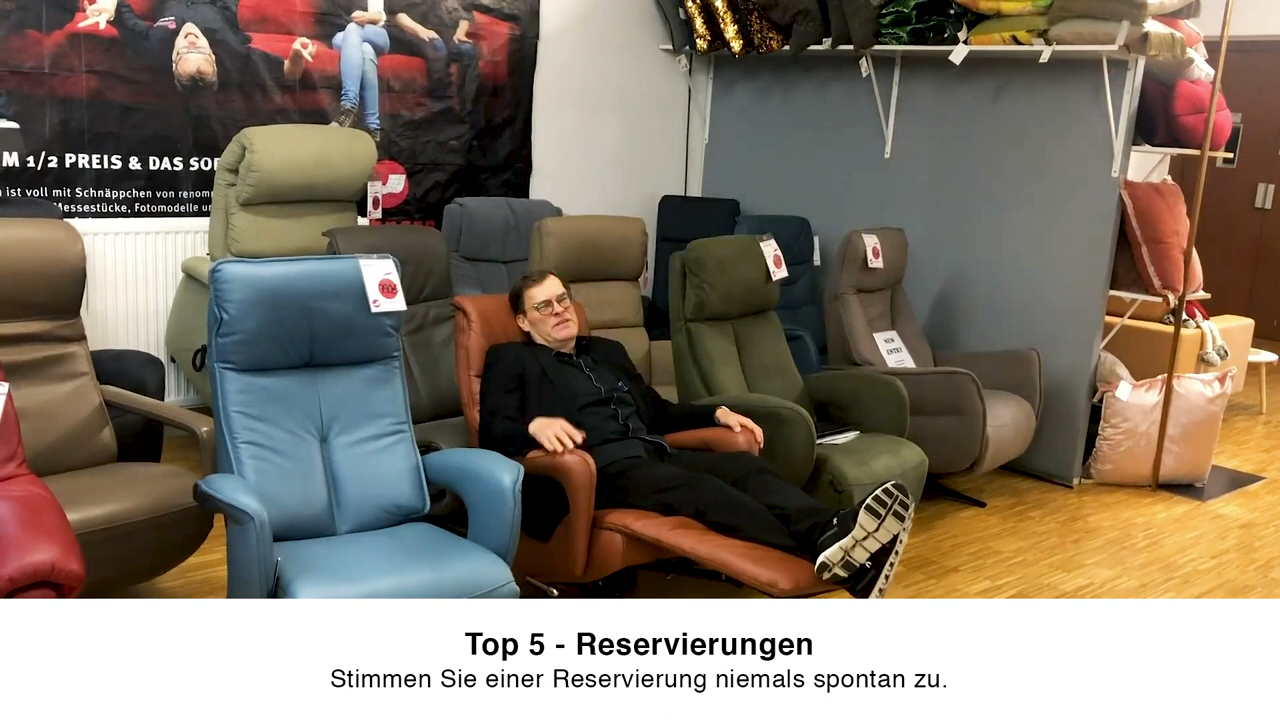 M 1/2 PREIS & DAS SOF
ist voll mit Schnäppchen von renom
Messestücke, Fotomodelle u
NEW
ENTRY
Top 5 - Reservierungen
Stimmen Sie einer Reservierung niemals spontan zu.